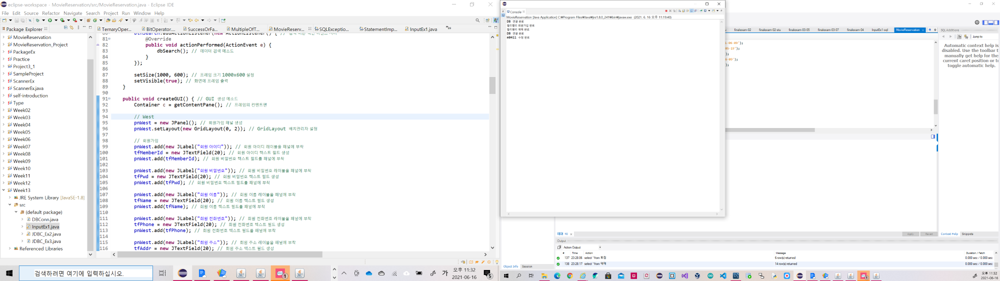 eclipse-workspace - MovieReservation/src/MovieReservation.java - Eclipse IDE
File Edit Source Refactor Navigate Search Project Run Window Help
Package Explorer
MovieReservation
MovieReservation_Project
PackageEx
Practice
Project3_1
SampleProject
ScannerEx
ScannerEx.java
self-introduction
Type
Week02
Week03
Week04
Week05
Week06
Week07
Week08
Week09
Week10
Week11
Week12
Week13
JRE System Library [JavaSE-1.8]
src
(default package)
DBConn.java
InputEx1.java
JDBC_Ex2.java
JDBC_Ex3.java
Referenced Libraries
TernaryOper...
BitOperator....
SuccessOrFa...
MultipleOfT...
MovieReserv...
SQLExceptio...
StatementImp...
InputEx1.java
81 @Override
82 public void actionPerformed(ActionEvent e) {
83 dbSearch(); // 데이터 검색 메소드
84 }
85 });
86
87 setSize(1000, 600); // 프레임 크기 1000x600 설정
88 setVisible(true); // 화면에 프레임 출력
89 }
90
91 public void createGUI() { // GUI 생성 메소드
92 Container c = getContentPane(); // 프레임의 컨텐트팬
93
94 // West
95 pnWest = new JPanel(); // 회원가입 패널 생성
96 pnWest.setLayout(new GridLayout(0, 2)); // GridLayout 배치관리자 설정
97
98 // 회원가입
99 pnWest.add(new JLabel("회원 아이디")); // 회원 아이디 레이블을 패널에 부착
100 tfMemberId = new JTextField(20); // 회원 아이디 텍스트 필드 생성
101 pnWest.add(tfMemberId); // 회원 비밀번호 텍스트 필드를 패널에 부착
102
103 pnWest.add(new JLabel("회원 비밀번호")); // 회원 비밀번호 레이블을 패널에 부착
104 tfPwd = new JTextField(20); // 회원 비밀번호 텍스트 필드 생성
105 pnWest.add(tfPwd); // 회원 비밀번호 텍스트 필드를 패널에 부착
106
107 pnWest.add(new JLabel("회원 이름")); // 회원 이름 레이블을 패널에 부착
108 tfName = new JTextField(20); // 회원 이름 텍스트 필드 생성
109 pnWest.add(tfName); // 회원 이름 텍스트 필드를 패널에 부착
110
111 pnWest.add(new JLabel("회원 전화번호")); // 회원 전화번호 레이블을 패널에 부착
112 tfPhone = new JTextField(20); // 회원 전화번호 텍스트 필드 생성
113 pnWest.add(tfPhone); // 회원 전화번호 텍스트 필드를 패널에 부착
114
115 pnWest.add(new JLabel("회원 주소")); // 회원 주소 레이블을 패널에 부착
116 tfAddr = new JTextField(20); // 회원 주소 텍스트 필드 생성
검색하려면 여기에 입력하십시오.
가
오후 11:32
2021-06-16
Console
MovieReservation [Java Application] C:₩Program Files₩Java₩jre1.8.0_241₩bin₩javaw.exe (2021. 6. 16 오후 11:19:40)
DB 연결 완료
회원가입 완료
예매 완료
DB 연결 완료
m0411 수정 완료
finalexam-02
finalexam-02-stu
finalexam-03-05
finalexam-03-07
finalexam-04
InputEx1-sql
MovieReservation
SQLAdditions
Jump to
Automatic context help is
disabled. Use the toolbar t
manually get help for the
current caret position or to
toggle automatic help.
예매 40
Apply
Revert
Context Help
Snippets
Output
Action Output
# Time Action Message Duration / Fetch
137 23:28:06 select * from 회원 6 row(s) returned 0.000 sec / 0.000 sec
138 23:28:17 select * from 예매 14 row(s) returned 0.000 sec / 0.000 sec
Object Info
Session
오후 11:32
2021-06-16